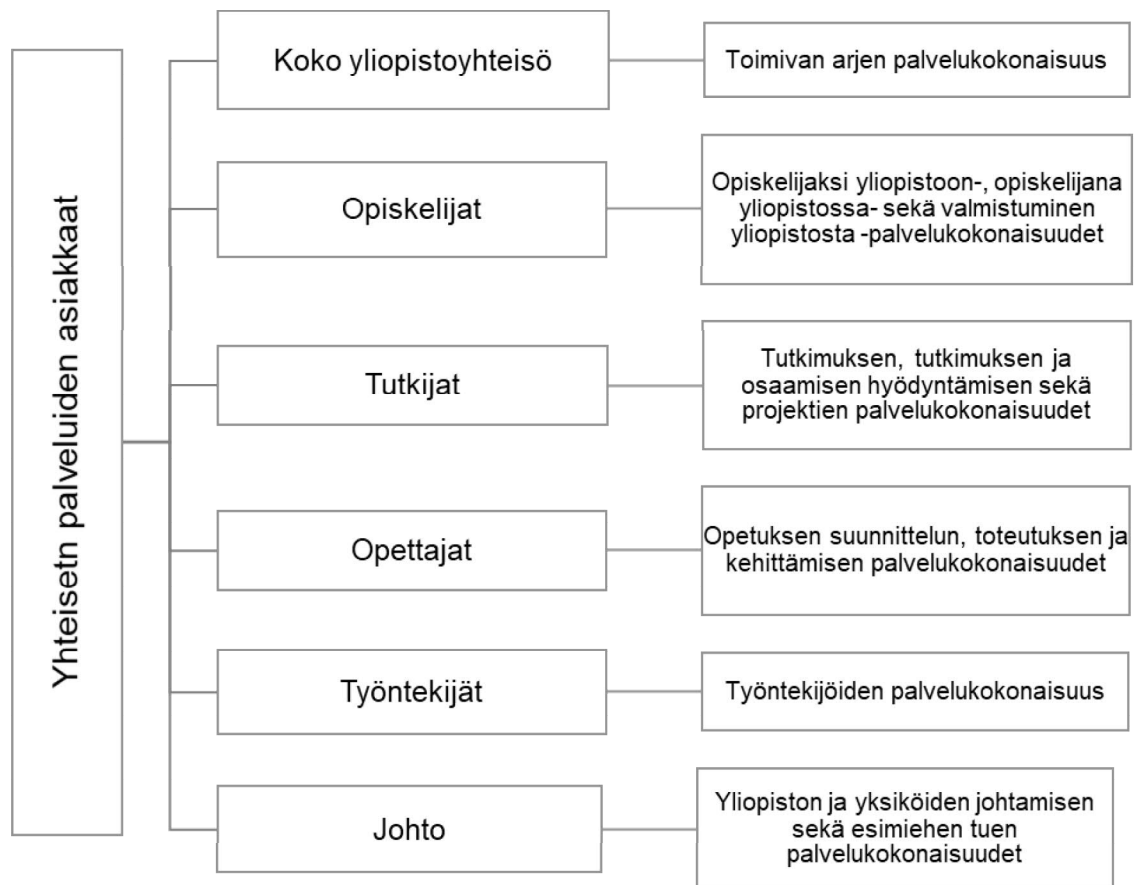 Yhteisetn palveluiden asiakkaat
Koko yliopistoyhteisö
Toimivan arjen palvelukokonaisuus
Opiskelijat
Opiskelijaksi yliopistoon-, opiskelijana
yliopistossa- sekä valmistuminen
yliopistosta -palvelukokonaisuudet
Tutkijat
Tutkimuksen, tutkimuksen ja
osaamisen hyödyntämisen sekä
projektien palvelukokonaisuudet
Opettajat
Opetuksen suunnittelun, toteutuksen ja
kehittämisen palvelukokonaisuudet
Työntekijät
Työntekijöiden palvelukokonaisuus
Johto
Yliopiston ja yksiköiden johtamisen
sekä esimiehen tuen
palvelukokonaisuudet